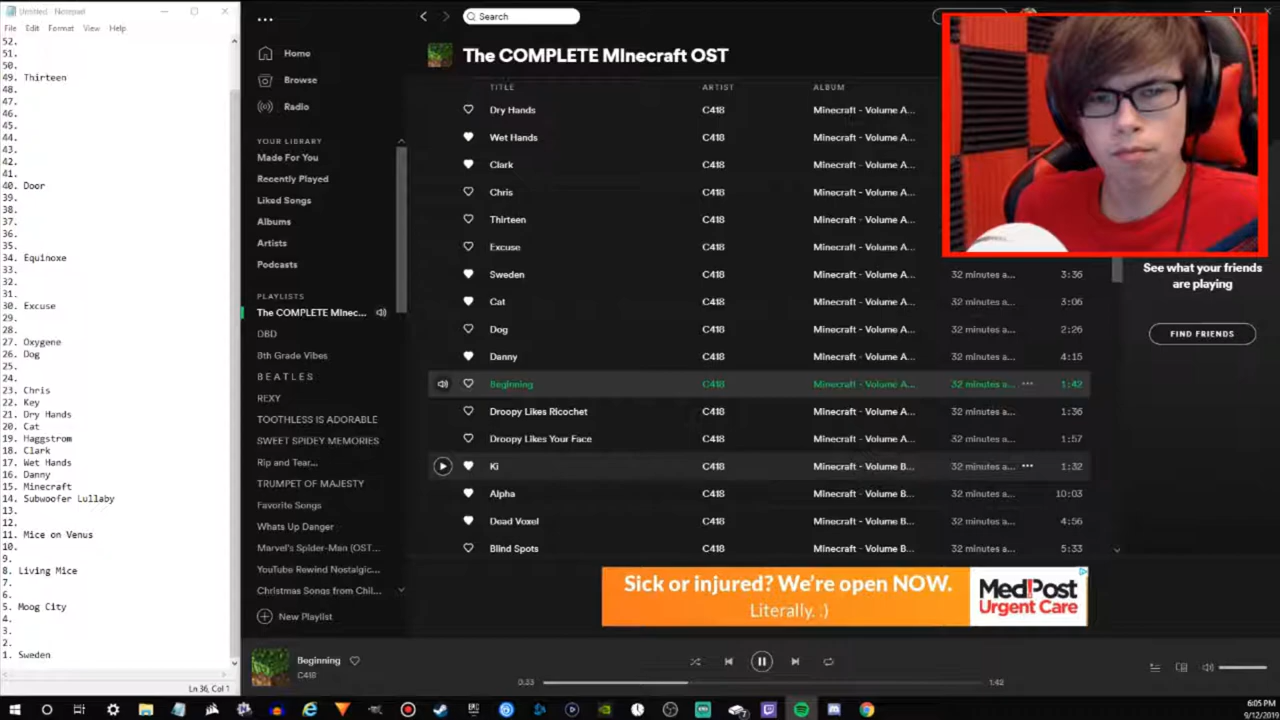 Untitled - Notepad
File Edit Format View Help
52.
51.
50.
49. Thirteen
48.
47.
46.
45.
44.
43.
42.
41.
40. Door
39.
38.
37.
36.
35.
34. Equinoxe
33.
32.
31.
30. Excuse
29.
28.
27. Oxygene
26. Dog
25.
24.
23. Chris
22. Key
21. Dry Hands
20. Cat
19. Haggstrom
18. Clark
17. Wet Hands
16. Danny
15. Minecraft
14. Subwoofer Lullaby
13.
12.
11. Mice on Venus
10.
9.
8. Living Mice
7.
6.
5. Moog City
4.
3.
2.
1. Sweden
Ln 36, Col 1
Home
Browse
Radio
YOUR LIBRARY
Made For You
Recently Played
Liked Songs
Albums
Artists
Podcasts
PLAYLISTS
The COMPLETE MInec...
DBD
8th Grade Vibes
B E A T L E S
REXY
TOOTHLESS IS ADORABLE
SWEET SPIDEY MEMORIES
Rip and Tear...
TRUMPET OF MAJESTY
Favorite Songs
Whats Up Danger
Marvel's Spider-Man (OST...
YouTube Rewind Nostalgic...
Christmas Songs from Chil...
New Playlist
Search
The COMPLETE MInecraft OST
TITLE ARTIST ALBUM
Dry Hands C418 Minecraft - Volume A...
Wet Hands C418 Minecraft - Volume A...
Clark C418 Minecraft - Volume A...
Chris C418 Minecraft - Volume A...
Thirteen C418 Minecraft - Volume A...
Excuse C418 Minecraft - Volume A...
Sweden C418 Minecraft - Volume A... 32 minutes a... 3:36
Cat C418 Minecraft - Volume A... 32 minutes a... 3:06
Dog C418 Minecraft - Volume A... 32 minutes a... 2:26
Danny C418 Minecraft - Volume A... 32 minutes a... 4:15
Beginning C418 Minecraft - Volume A... 32 minutes a... 1:42
Droopy Likes Ricochet C418 Minecraft - Volume A... 32 minutes a... 1:36
Droopy Likes Your Face C418 Minecraft - Volume A... 32 minutes a... 1:57
Ki C418 Minecraft - Volume B... 32 minutes a... 1:32
Alpha C418 Minecraft - Volume B... 32 minutes a... 10:03
Dead Voxel C418 Minecraft - Volume B... 32 minutes a... 4:56
Blind Spots C418 Minecraft - Volume B... 32 minutes a... 5:33
See what your friends
are playing
FIND FRIENDS
Sick or injured? We're open NOW.
Literally. :)
MedPost
Urgent Care
Beginning
C418
0:33
1:42
6:05 PM
9/12/2019